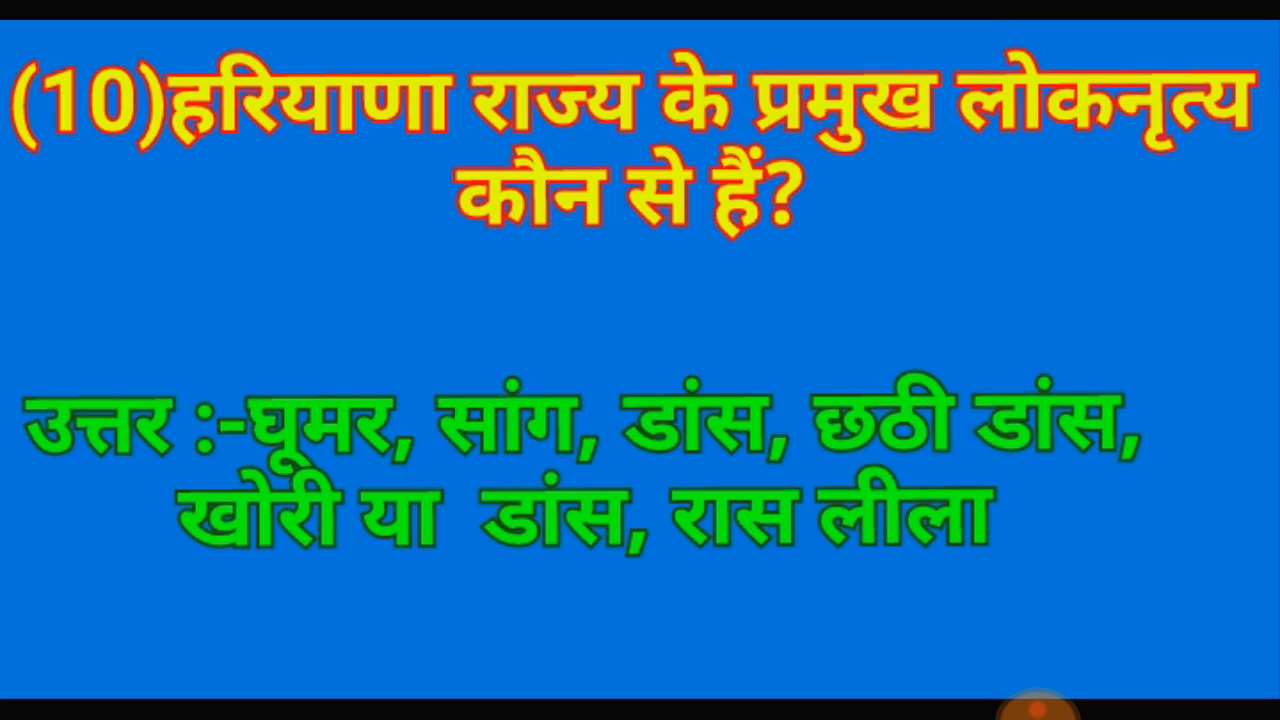 (10)हरियाणा राज्य के प्रमुख लोकनृत्य
कौन से हैं?
उत्तर :-घूमर, सांग, डांस, छठी डांस,
खोरी या डांस, रास लीला